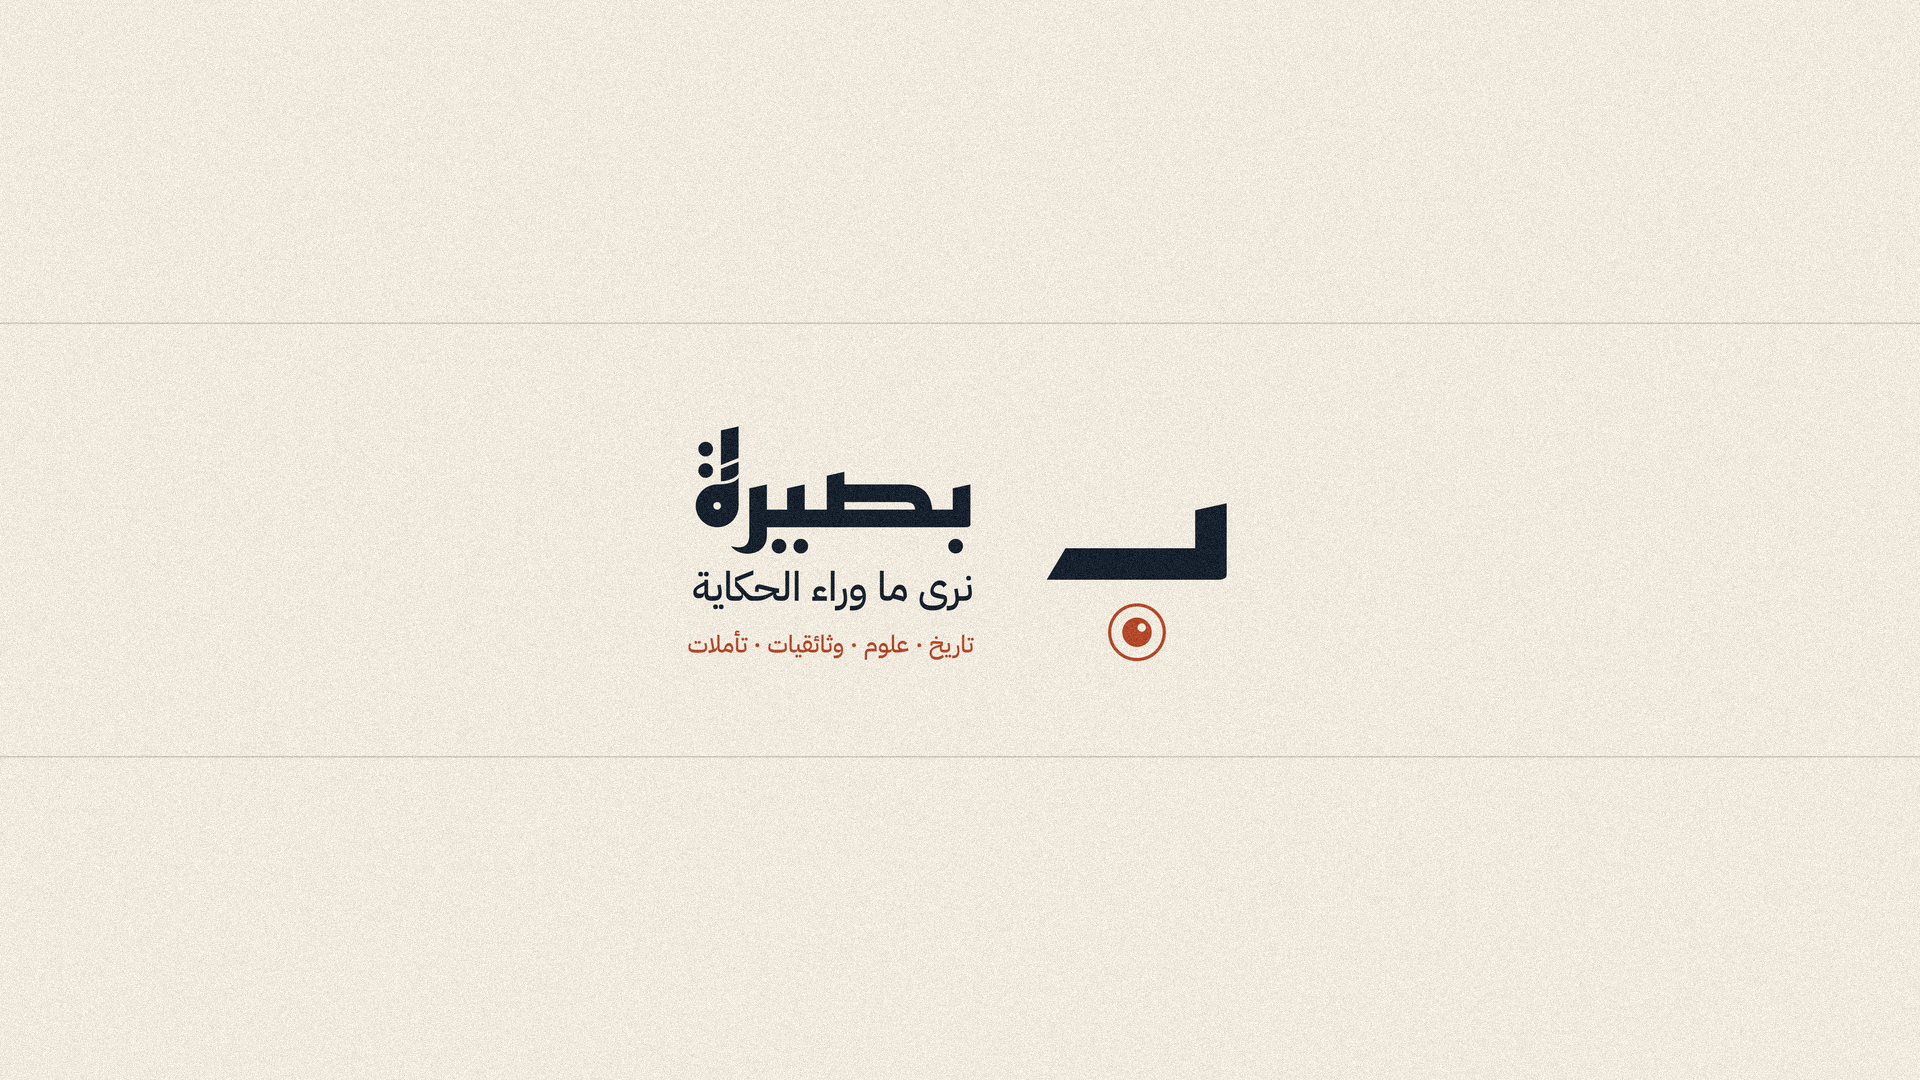 بصيرة
نرى ما وراء الحكاية
تاريخ · علوم · وثائقيات · تأملات